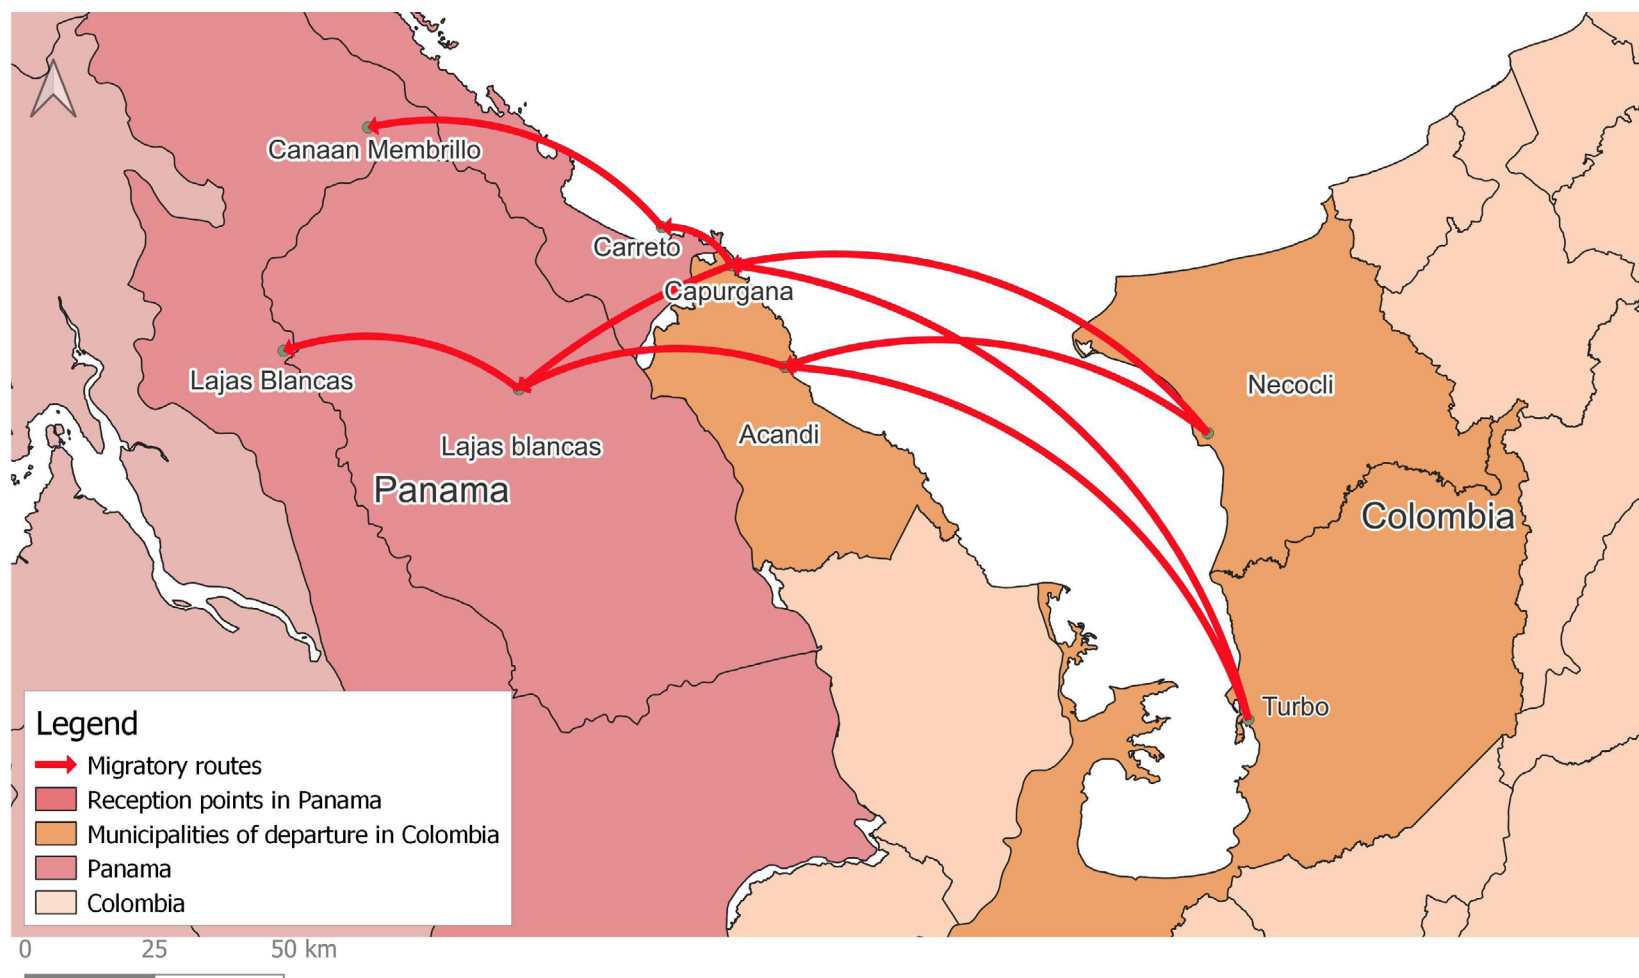 Canaan Membrillo
Carreto
Capurgana
Lajas Blancas
Necocli
Acandi
Lajas blancas
Panama
Colombia
Turbo
Legend
Migratory routes
Reception points in Panama
Municipalities of departure in Colombia
Panama
Colombia
0 25 50 km